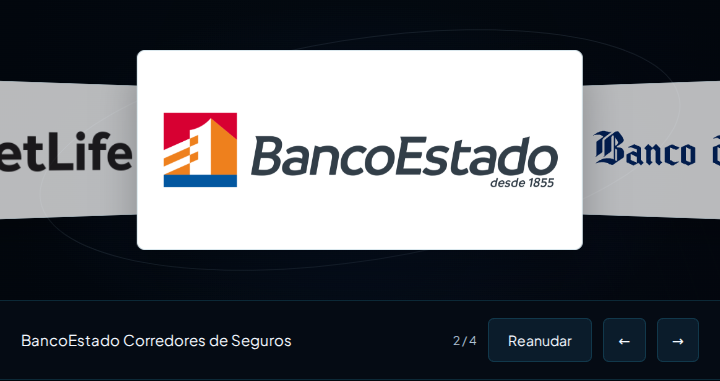 etLife
BancoEstado
desde 1855
Banco
BancoEstado Corredores de Seguros
2/4
Reanudar
←
→